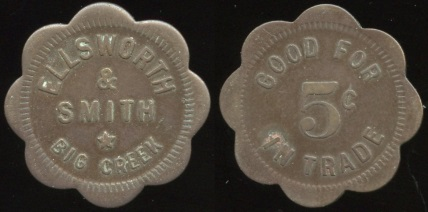 ELLSWORTH
&
SMITH
BIG CREEK
GOOD FOR
5¢
IN TRADE